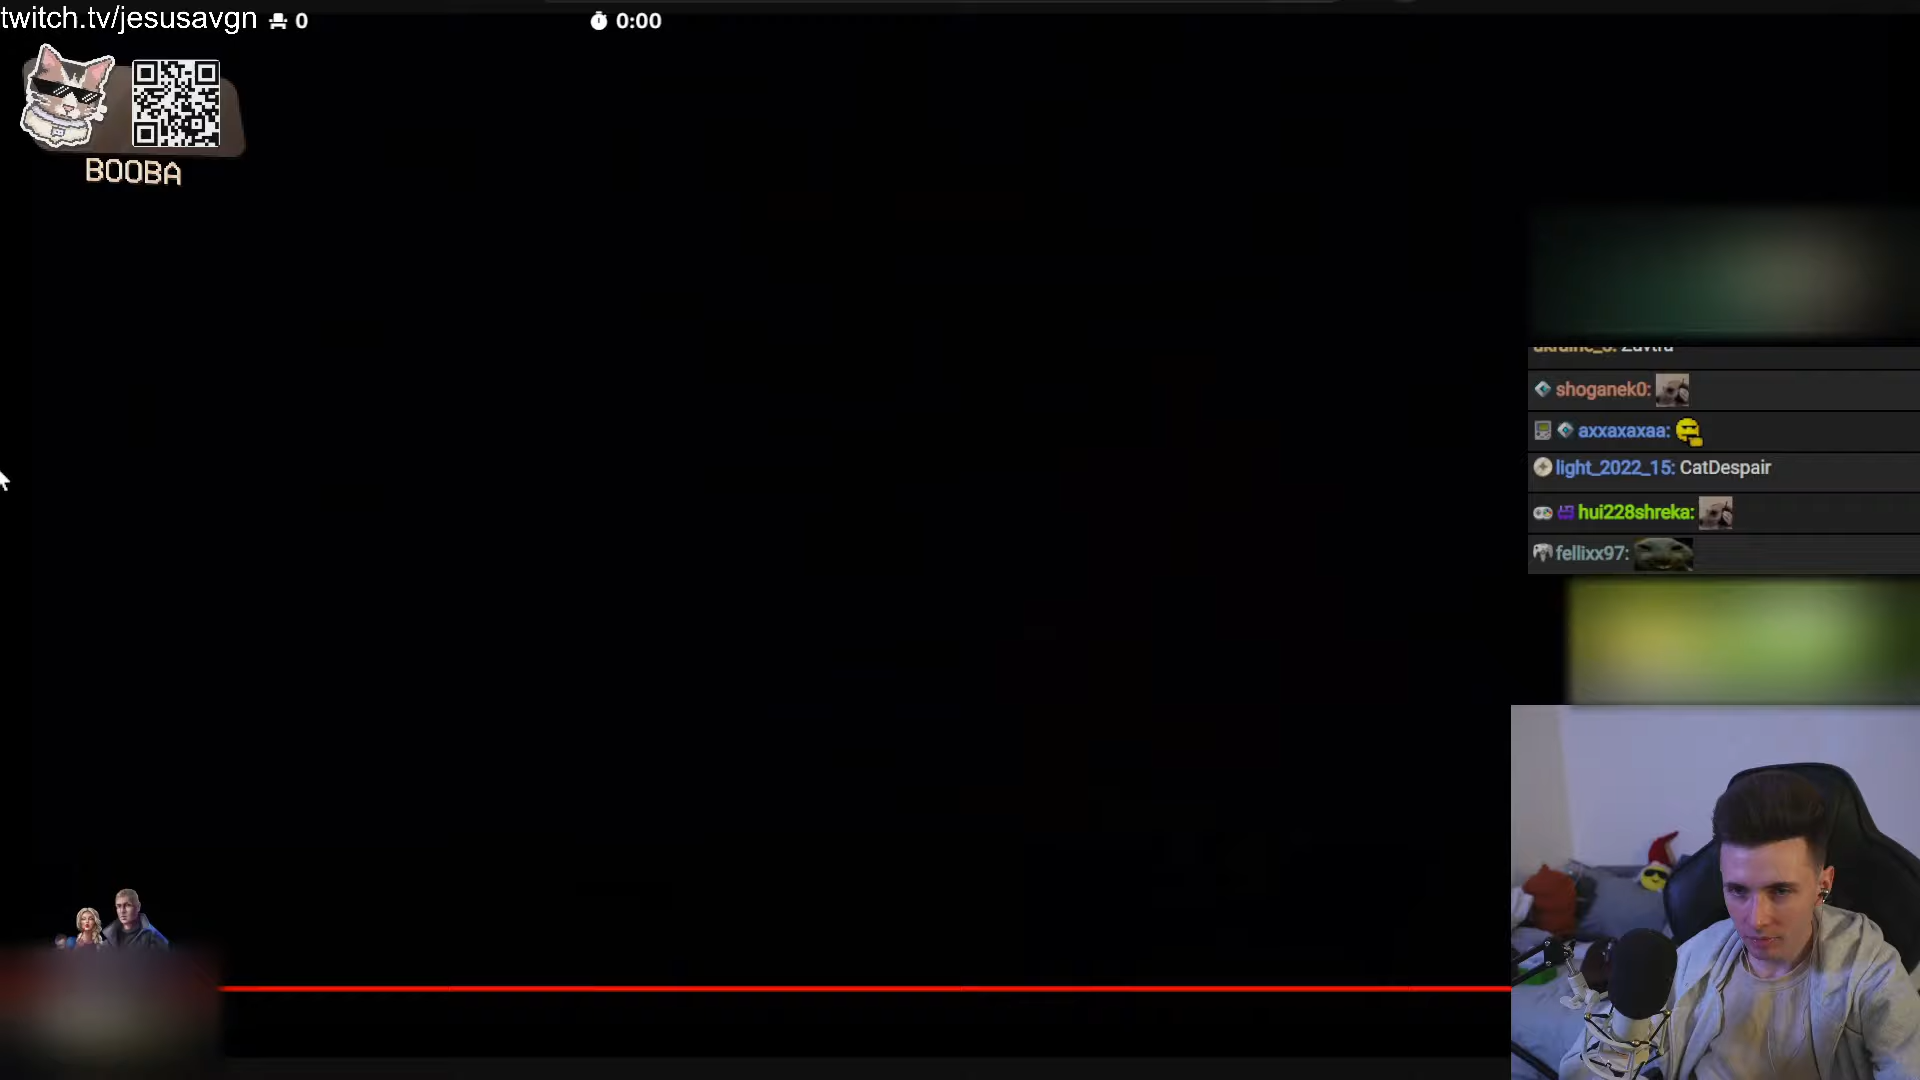 twitch.tv/jesusavgn 0 0:00
BOOBA
shoganek0:
axxaxaxaa:
light_2022_15: CatDespair
hui228shreka:
fellixx97: